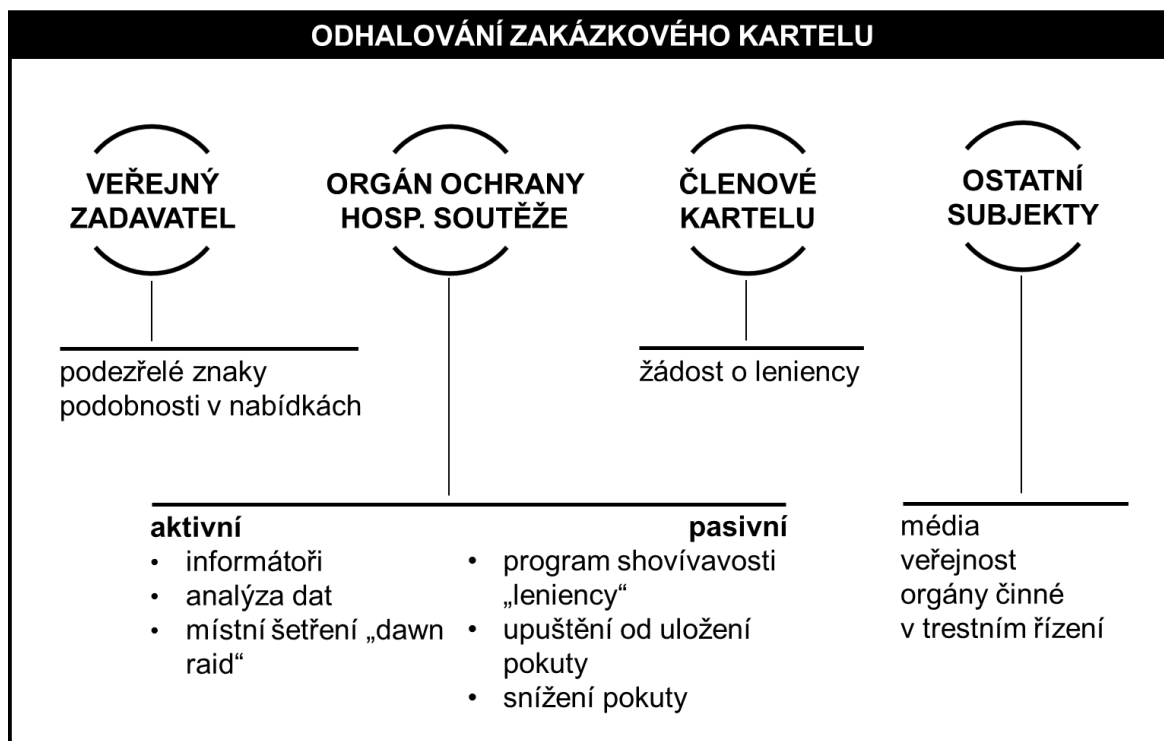 ODHALOVÁNÍ ZAKÁZKOVÉHO KARTELU
VEŘEJNÝ
ZADAVATEL
podezřelé znaky
podobnosti v nabídkách
ORGÁN OCHRANY
HOSP. SOUTĚŽE
aktivní
• informátoři
• analýza dat
• místní šetření „dawn
raid“
pasivní
• program shovívavosti
„leniency“
• upuštění od uložení
pokuty
• snížení pokuty
ČLENOVÉ
KARTELU
žádost o leniency
OSTATNÍ
SUBJEKTY
média
veřejnost
orgány činné
v trestním řízení